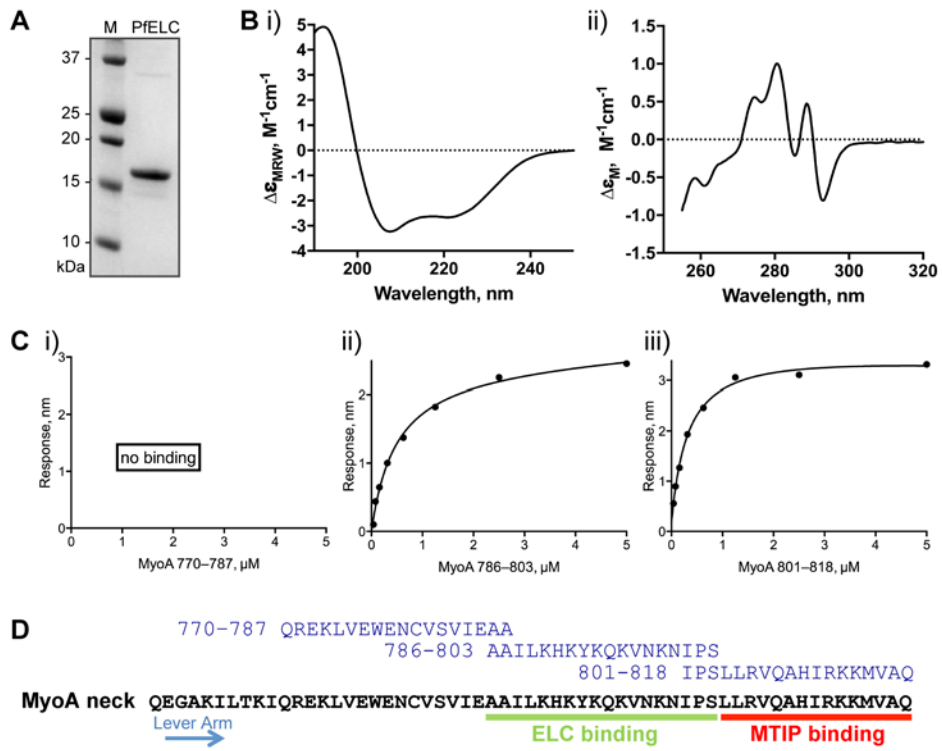 A
M PfELC
37
25
20
15
10
kDa
B i)
5
4
3
2
1
0
-1
-2
-3
-4
200 220 240
Δε_MRW, M⁻¹cm⁻¹
Wavelength, nm
ii)
1.5
1.0
0.5
0.0
-0.5
-1.0
-1.5
260 280 300 320
Δε_M, M⁻¹cm⁻¹
Wavelength, nm
C i)
3
2
1
0
0 1 2 3 4 5
Response, nm
no binding
MyoA 770–787, µM
ii)
2
1
0
0 1 2 3 4 5
Response, nm
MyoA 786–803, µM
iii)
3
2
1
0
0 1 2 3 4 5
Response, nm
MyoA 801–818, µM
D
770-787 QREKLVEWENCVSVIEAA
786-803 AAILKHKYKQKVNKNIPS
801-818 IPSLLRVQAHIRKKMVAQ
MyoA neck QEGAKILTKIQREKLVEWENCVSVIEAAILKHKYKQKVNKNIPSLLRVQAHIRKKMVAQ
Lever Arm
ELC binding MTIP binding